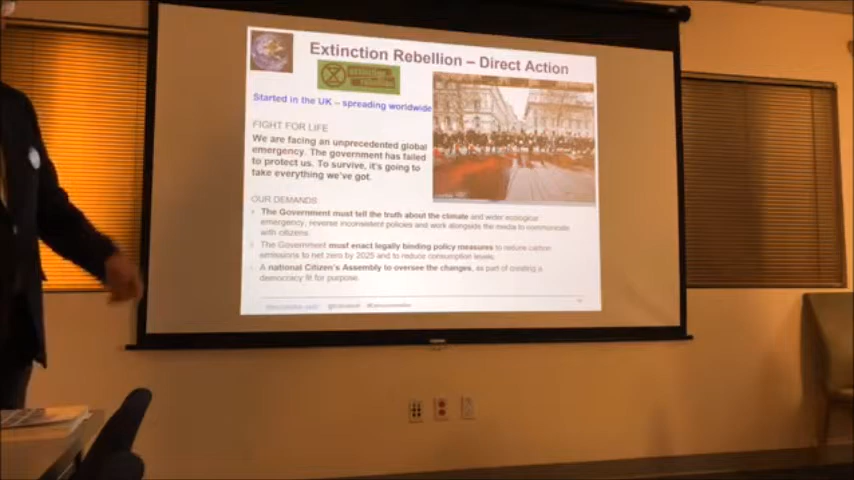 Extinction Rebellion – Direct Action
Started in the UK – spreading worldwide
FIGHT FOR LIFE
We are facing an unprecedented global
emergency. The government has failed
to protect us. To survive, it's going to
take everything we've got.
OUR DEMANDS
The Government must tell the truth about the climate and wider ecological
emergency, reverse inconsistent policies and work alongside the media to communicate
with citizens.
The Government must enact legally binding policy measures to reduce carbon
emissions to net zero by 2025 and to reduce consumption levels.
A national Citizen's Assembly to oversee the changes, as part of creating a
democracy fit for purpose.